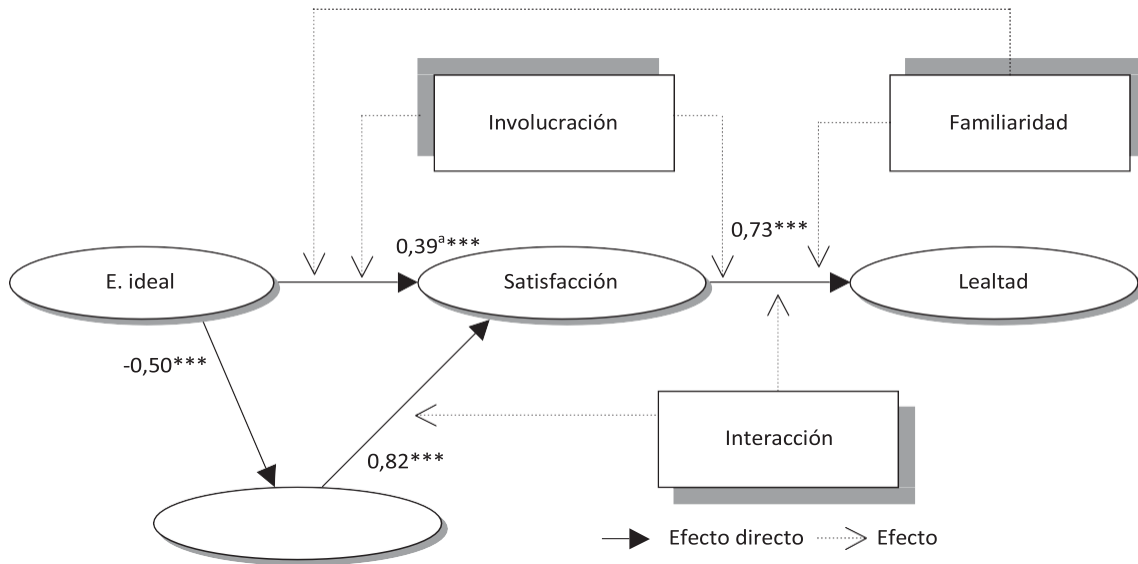 Involucración
Familiaridad
0,39ª***
0,73***
E. ideal
Satisfacción
Lealtad
-0,50***
0,82***
Interacción
Efecto directo
Efecto